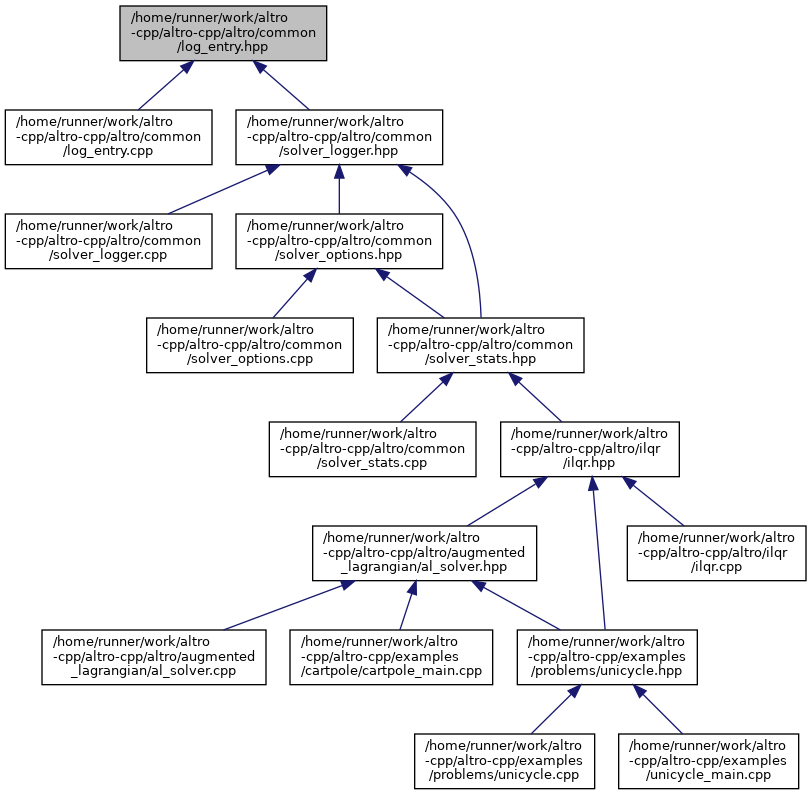 /home/runner/work/altro
-cpp/altro-cpp/altro/common
/log_entry.hpp
/home/runner/work/altro
-cpp/altro-cpp/altro/common
/log_entry.cpp
/home/runner/work/altro
-cpp/altro-cpp/altro/common
/solver_logger.hpp
/home/runner/work/altro
-cpp/altro-cpp/altro/common
/solver_logger.cpp
/home/runner/work/altro
-cpp/altro-cpp/altro/common
/solver_options.hpp
/home/runner/work/altro
-cpp/altro-cpp/altro/common
/solver_options.cpp
/home/runner/work/altro
-cpp/altro-cpp/altro/common
/solver_stats.hpp
/home/runner/work/altro
-cpp/altro-cpp/altro/common
/solver_stats.cpp
/home/runner/work/altro
-cpp/altro-cpp/altro/ilqr
/ilqr.hpp
/home/runner/work/altro
-cpp/altro-cpp/altro/augmented
_lagrangian/al_solver.hpp
/home/runner/work/altro
-cpp/altro-cpp/altro/ilqr
/ilqr.cpp
/home/runner/work/altro
-cpp/altro-cpp/altro/augmented
_lagrangian/al_solver.cpp
/home/runner/work/altro
-cpp/altro-cpp/examples
/cartpole/cartpole_main.cpp
/home/runner/work/altro
-cpp/altro-cpp/examples
/problems/unicycle.hpp
/home/runner/work/altro
-cpp/altro-cpp/examples
/problems/unicycle.cpp
/home/runner/work/altro
-cpp/altro-cpp/examples
/unicycle_main.cpp